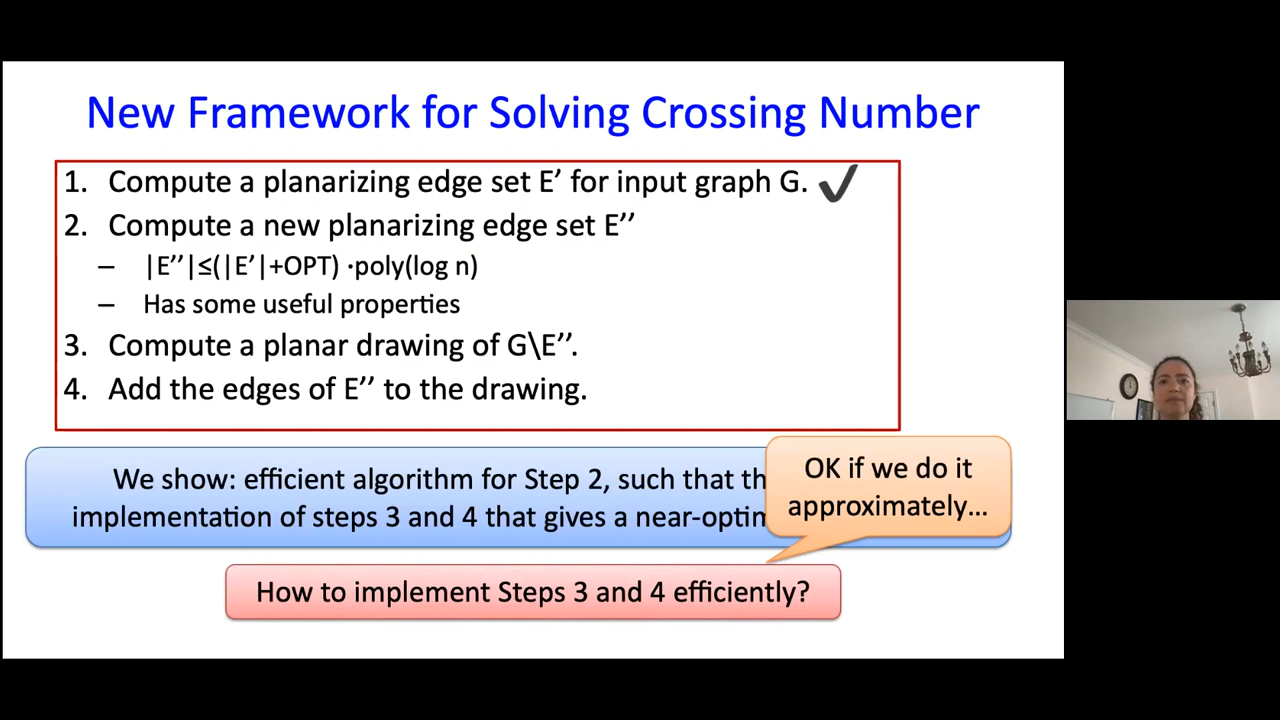 New Framework for Solving Crossing Number
1. Compute a planarizing edge set E’ for input graph G. ✔
2. Compute a new planarizing edge set E’’
– |E’’|≤(|E’|+OPT) ·poly(log n)
– Has some useful properties
3. Compute a planar drawing of G\E’’.
4. Add the edges of E’’ to the drawing.
We show: efficient algorithm for Step 2, such that
implementation of steps 3 and 4 that gives a
OK if we do it
approximately...
How to implement Steps 3 and 4 efficiently?